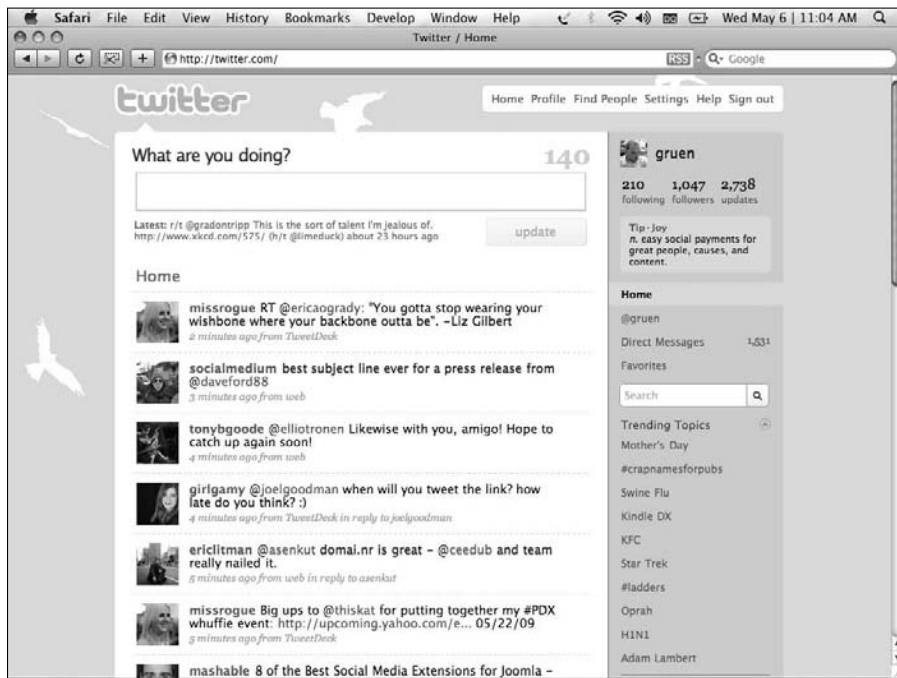 Safari File Edit View History Bookmarks Develop Window Help Wed May 6 | 11:04 AM
Twitter / Home
http://twitter.com/ RSS Google
twitter
Home Profile Find People Settings Help Sign out
What are you doing? 140
Latest: r/t @gradontripp This is the sort of talent I'm jealous of.
http://www.xkcd.com/575/ (h/t @limeduck) about 23 hours ago
update
Home
missrogue RT @ericaogrady: "You gotta stop wearing your
wishbone where your backbone outta be". -Liz Gilbert
2 minutes ago from TweetDeck
socialmedium best subject line ever for a press release from
@daveford88
3 minutes ago from web
tonybgoode @elliotronen Likewise with you, amigo! Hope to
catch up again soon!
4 minutes ago from web
girlgamy @joelgoodman when will you tweet the link? how
late do you think? :)
4 minutes ago from TweetDeck in reply to joelgoodman
ericlitman @asenkut domai.nr is great - @ceedub and team
really nailed it.
5 minutes ago from web in reply to asenkut
missrogue Big ups to @thiskat for putting together my #PDX
whuffie event: http://upcoming.yahoo.com/e... 05/22/09
5 minutes ago from TweetDeck
mashable 8 of the Best Social Media Extensions for Joomla -
gruen
210 1,047 2,738
following followers updates
Tip-Joy
n. easy social payments for
great people, causes, and
content.
Home
@gruen
Direct Messages 1,531
Favorites
Search
Trending Topics
Mother's Day
#crapnamesforpubs
Swine Flu
Kindle DX
KFC
Star Trek
#ladders
Oprah
H1N1
Adam Lambert